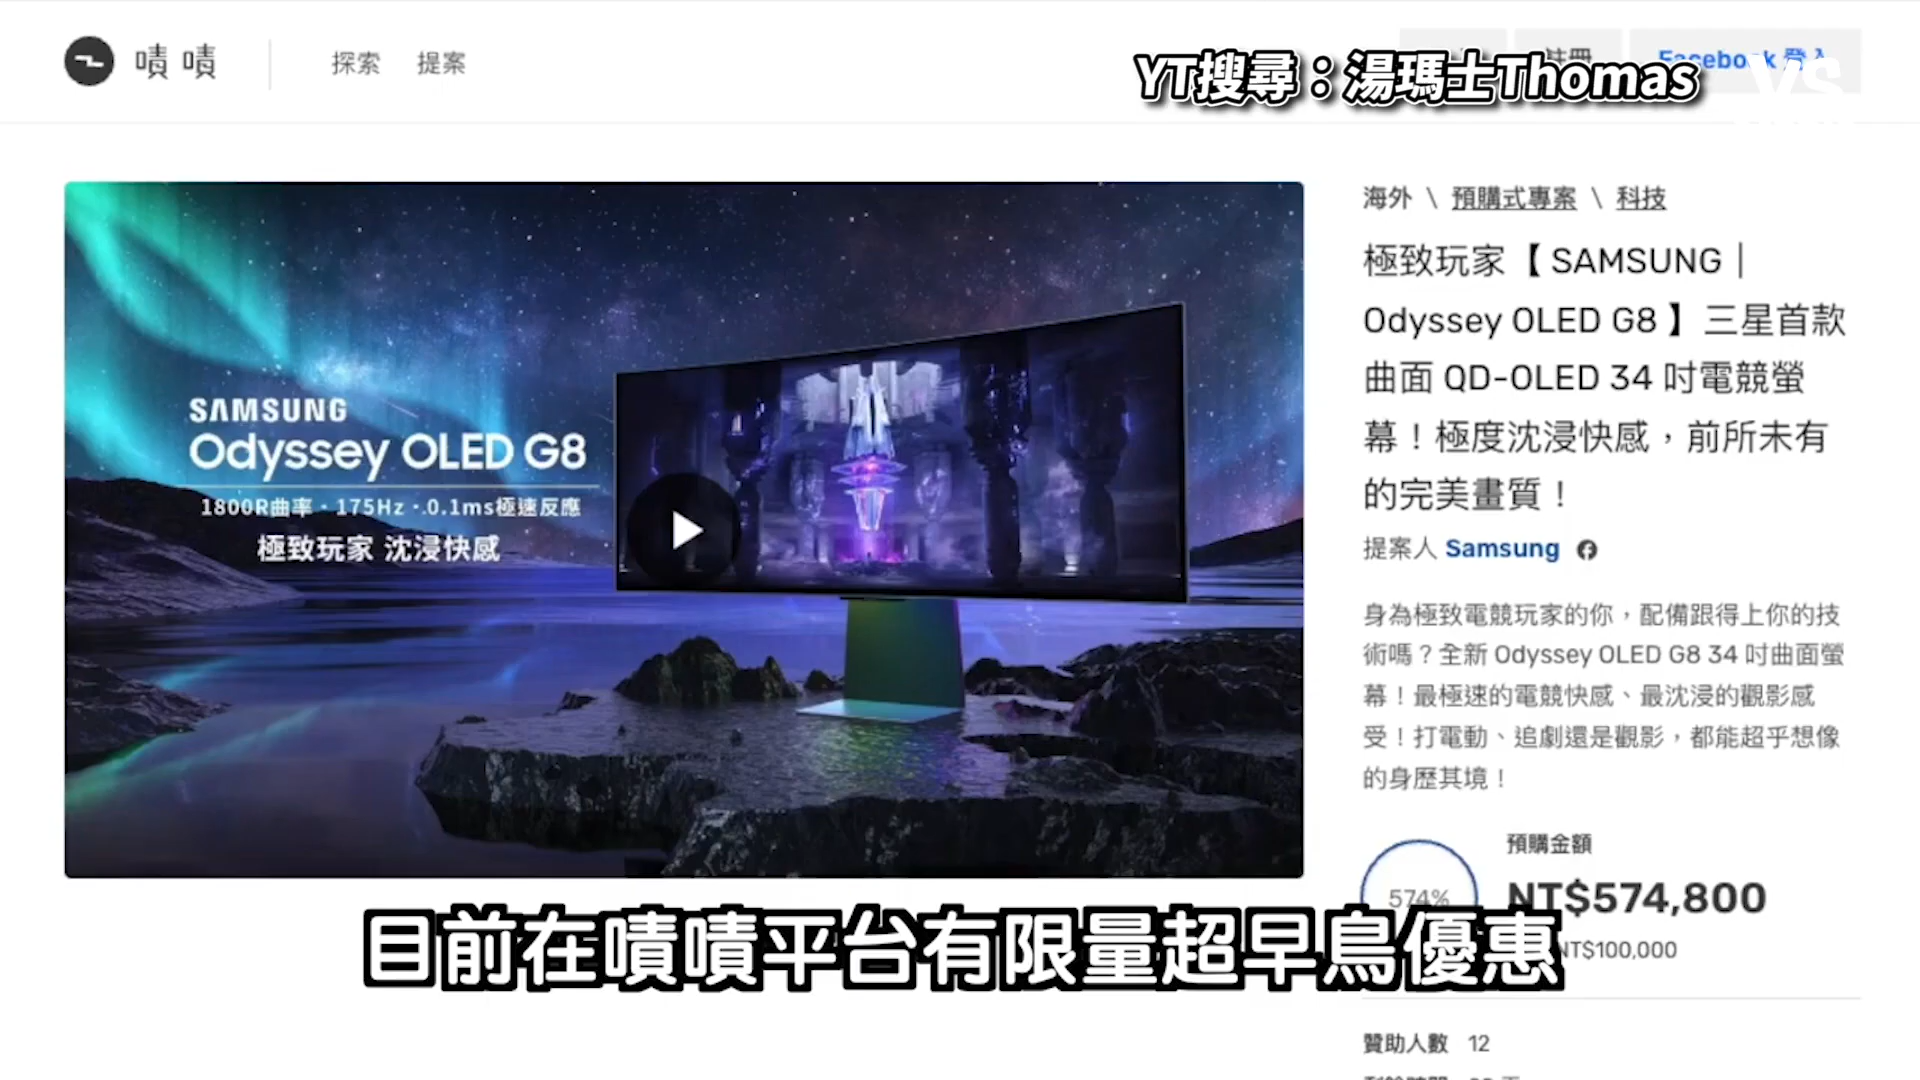 嘖嘖
探索 提案
註冊
Facebook 登入
YT搜尋：湯瑪士Thomas
SAMSUNG
Odyssey OLED G8
1800R曲率·175Hz·0.1ms極速反應
極致玩家 沈浸快感
海外 \ 預購式專案 \ 科技
極致玩家【 SAMSUNG｜
Odyssey OLED G8 】三星首款
曲面 QD-OLED 34 吋電競螢
幕！極度沈浸快感，前所未有
的完美畫質！
提案人 Samsung
身為極致電競玩家的你，配備跟得上你的技
術嗎？全新 Odyssey OLED G8 34 吋曲面螢
幕！最極速的電競快感、最沈浸的觀影感
受！打電動、追劇還是觀影，都能超乎想像
的身歷其境！
574%
預購金額
NT$574,800
NT$100,000
目前在嘖嘖平台有限量超早鳥優惠
贊助人數 12